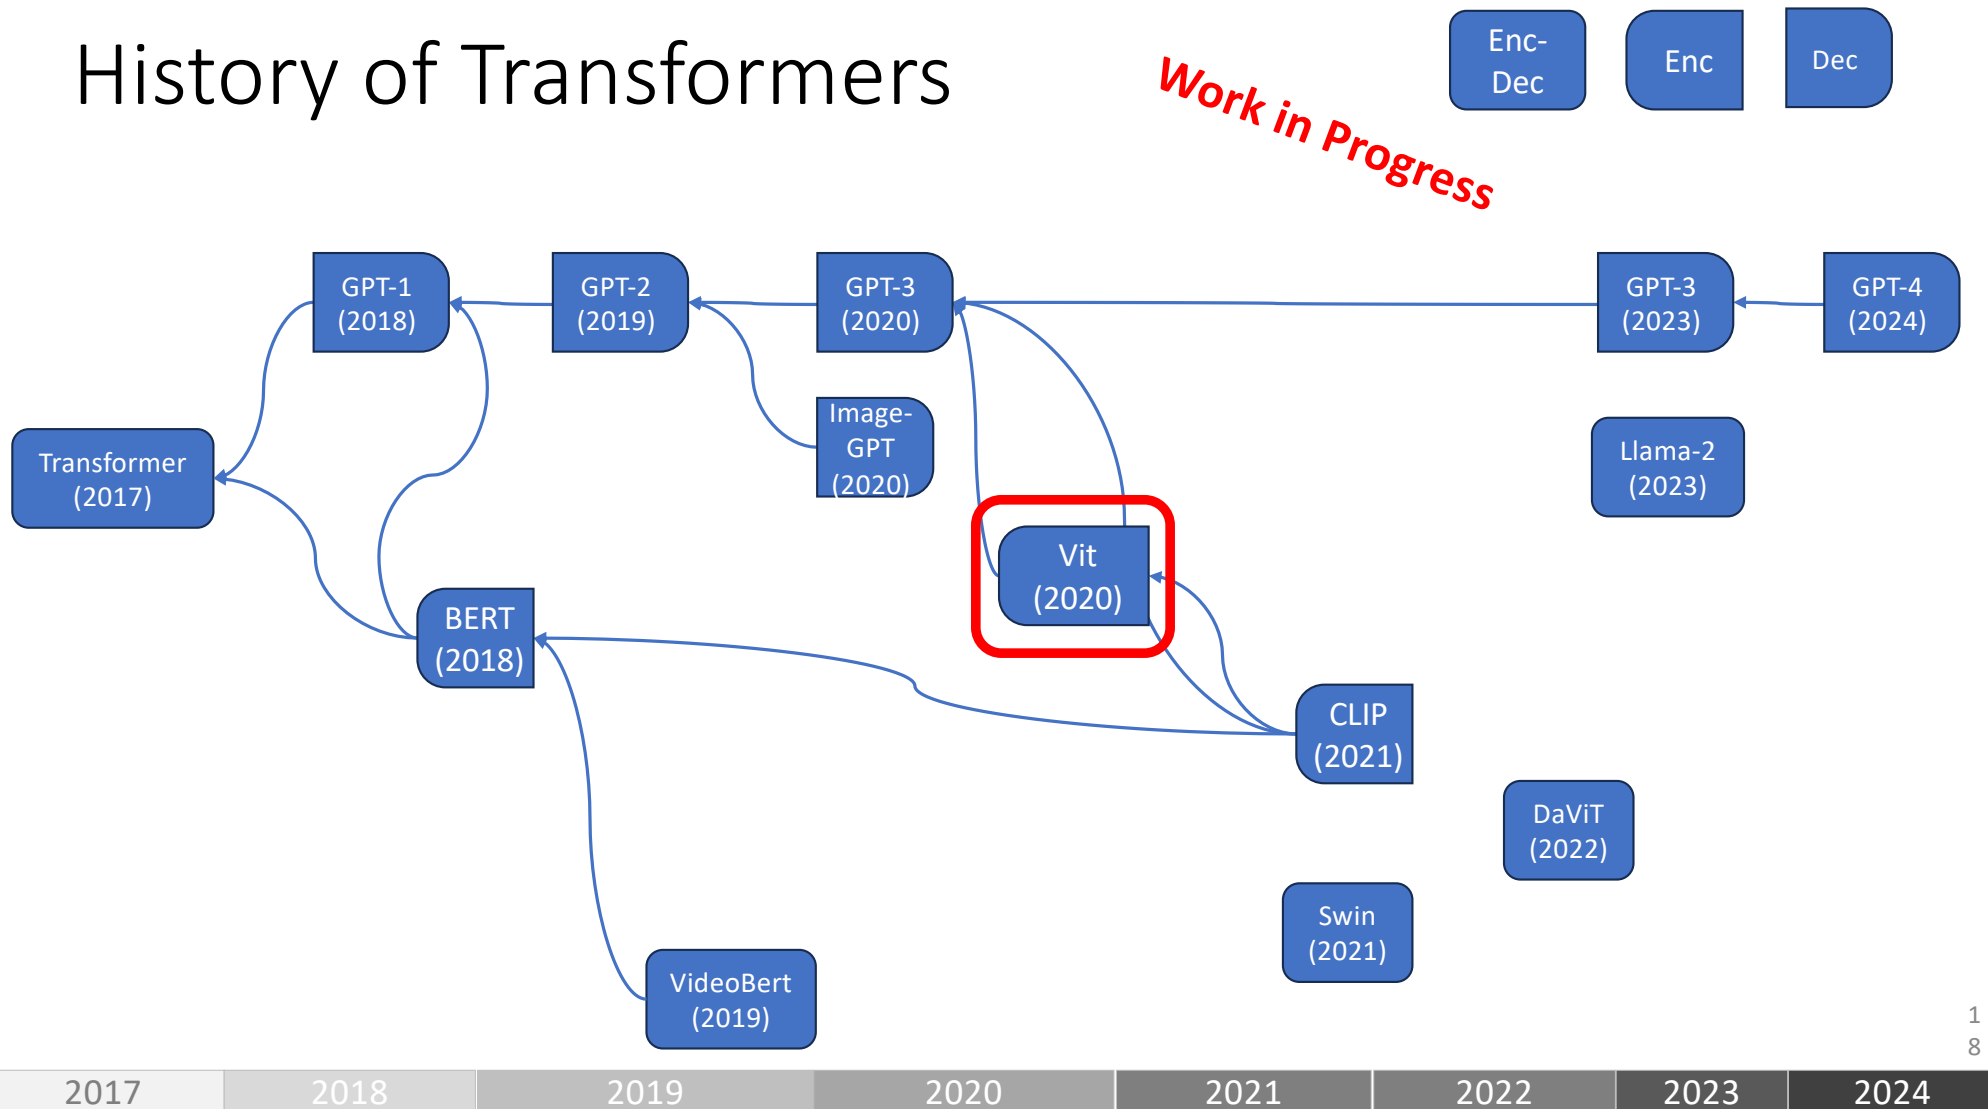 History of Transformers
Work in Progress
Enc-
Dec
Enc
Dec
GPT-1
(2018)
GPT-2
(2019)
GPT-3
(2020)
GPT-3
(2023)
GPT-4
(2024)
Image-
GPT
(2020)
Transformer
(2017)
Llama-2
(2023)
Vit
(2020)
BERT
(2018)
CLIP
(2021)
DaViT
(2022)
Swin
(2021)
VideoBert
(2019)
1
8
2017
2018
2019
2020
2021
2022
2023
2024